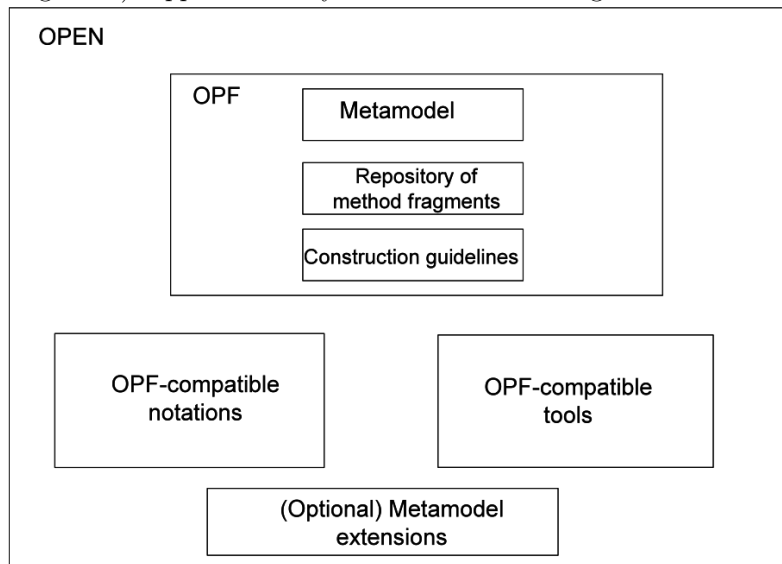 OPEN
OPF
Metamodel
Repository of
method fragments
Construction guidelines
OPF-compatible
notations
OPF-compatible
tools
(Optional) Metamodel
extensions